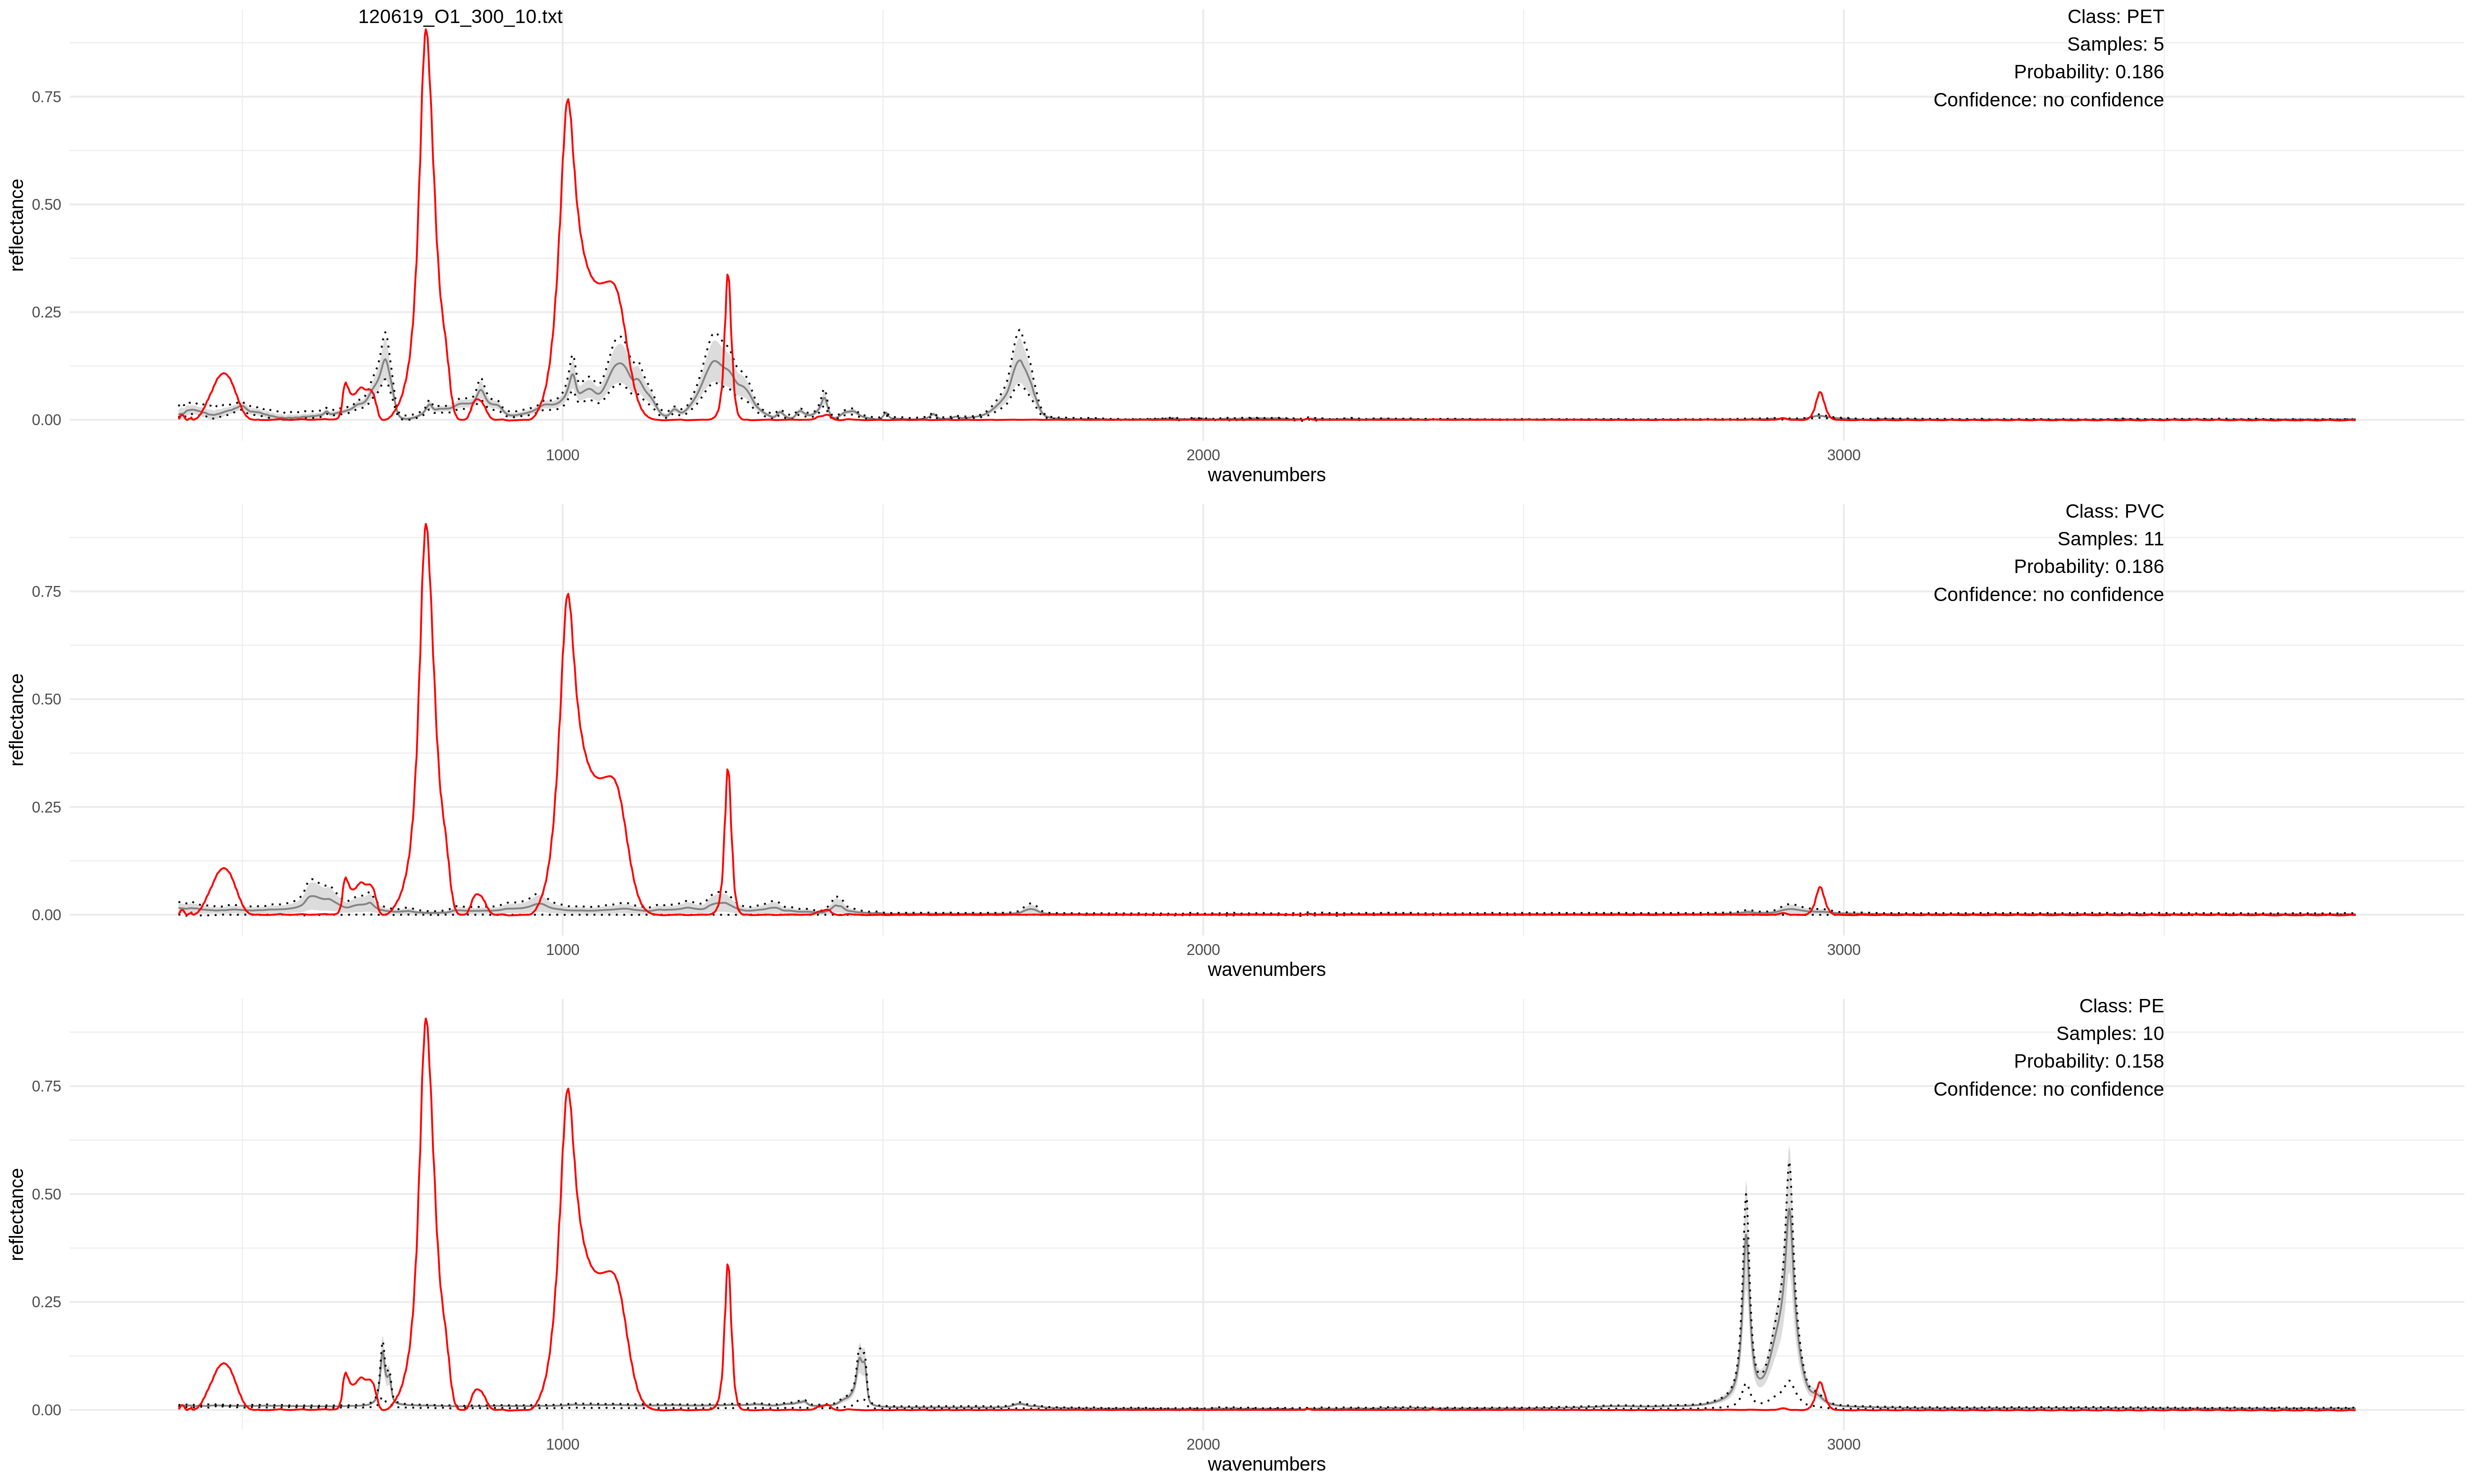 120619_O1_300_10.txt
Class: PET
Samples: 5
Probability: 0.186
Confidence: no confidence
reflectance
0.75
0.50
0.25
0.00
1000
2000
3000
wavenumbers
Class: PVC
Samples: 11
Probability: 0.186
Confidence: no confidence
reflectance
0.75
0.50
0.25
0.00
1000
2000
3000
wavenumbers
Class: PE
Samples: 10
Probability: 0.158
Confidence: no confidence
reflectance
0.75
0.50
0.25
0.00
1000
2000
3000
wavenumbers